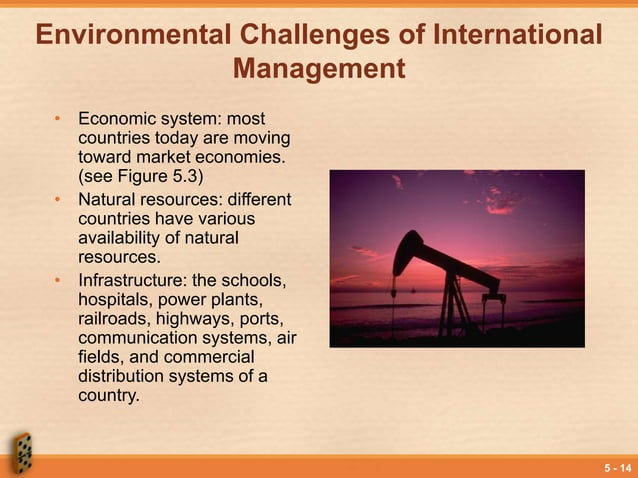 Environmental Challenges of International
Management
• Economic system: most
countries today are moving
toward market economies.
(see Figure 5.3)
• Natural resources: different
countries have various
availability of natural
resources.
• Infrastructure: the schools,
hospitals, power plants,
railroads, highways, ports,
communication systems, air
fields, and commercial
distribution systems of a
country.
5 - 14